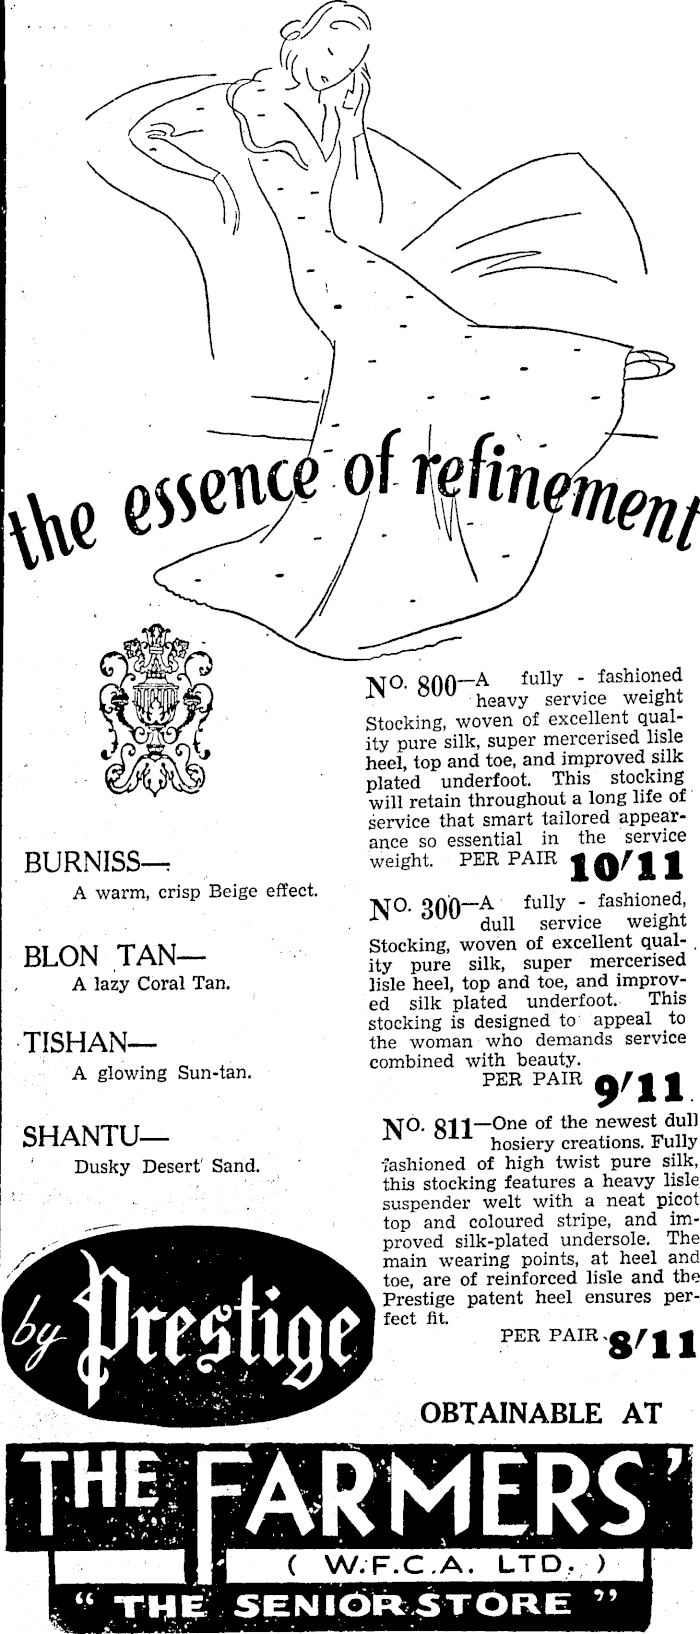 the essence of refinement
BURNISS—
A warm, crisp Beige effect.
BLON TAN—
A lazy Coral Tan.
TISHAN—
A glowing Sun-tan.
SHANTU—
Dusky Desert Sand.
NO. 800—A fully - fashioned
heavy service weight
Stocking, woven of excellent qual-
ity pure silk, super mercerised lisle
heel, top and toe, and improved silk
plated underfoot. This stocking
will retain throughout a long life of
service that smart tailored appear-
ance so essential in the service
weight. PER PAIR 10/11
NO. 300—A fully - fashioned,
dull service weight
Stocking, woven of excellent qual-
ity pure silk, super mercerised
lisle heel, top and toe, and improv-
ed silk plated underfoot. This
stocking is designed to appeal to
the woman who demands service
combined with beauty.
PER PAIR 9/11
NO. 811—One of the newest dull
hosiery creations. Fully
fashioned of high twist pure silk,
this stocking features a heavy lisle
suspender welt with a neat picot
top and coloured stripe, and im-
proved silk-plated undersole. The
main wearing points, at heel and
toe, are of reinforced lisle and the
Prestige patent heel ensures per-
fect fit.
PER PAIR 8/11
by Prestige
OBTAINABLE AT
THE FARMERS'
( W.F.C.A. LTD. )
" THE SENIOR STORE "